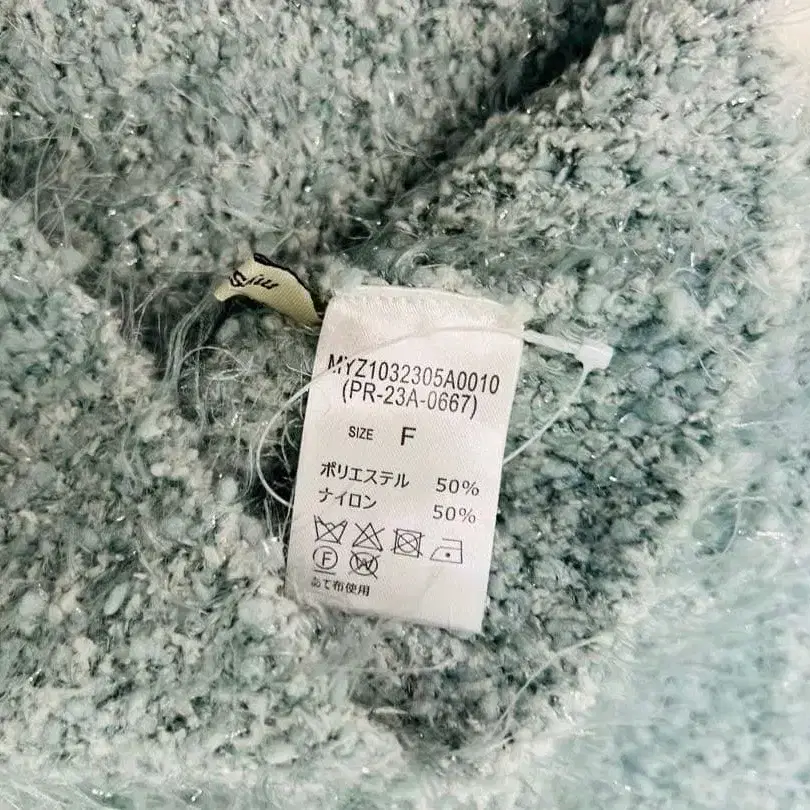 MYZ1032305A0010
(PR-23A-0667)
SIZE F
ポリエステル 50%
ナイロン 50%
F W
あて布使用